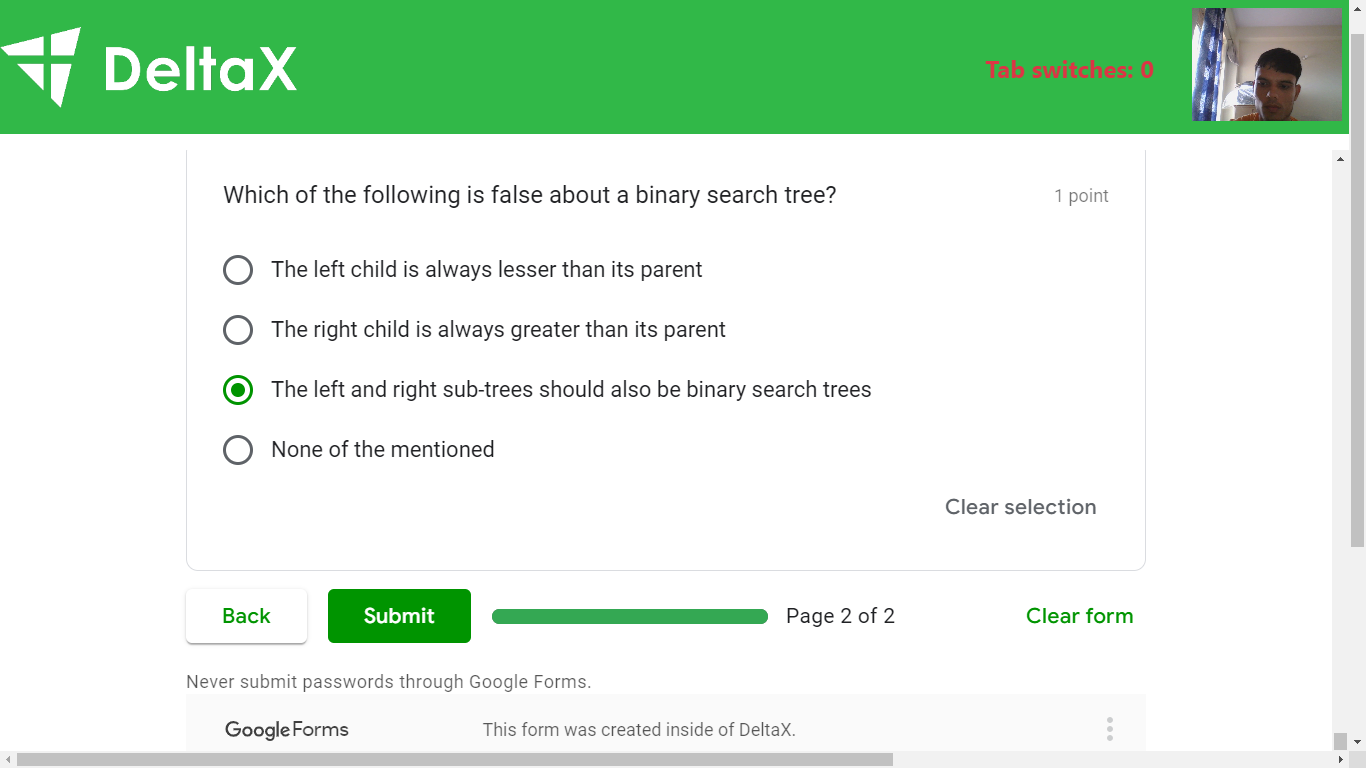 DeltaX
Tab switches: 0
Which of the following is false about a binary search tree?
1 point
The left child is always lesser than its parent
The right child is always greater than its parent
The left and right sub-trees should also be binary search trees
None of the mentioned
Clear selection
Back
Submit
Page 2 of 2
Clear form
Never submit passwords through Google Forms.
Google Forms
This form was created inside of DeltaX.